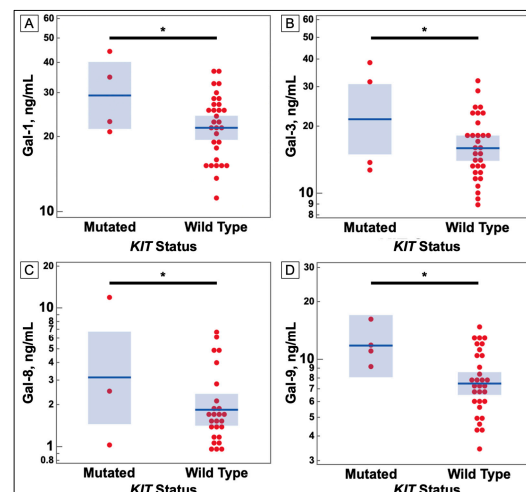 A
60
50
40
30
20
10
Gal-1, ng/mL
*
Mutated Wild Type
KIT Status
B
60
50
40
30
20
10
9
8
Gal-3, ng/mL
*
Mutated Wild Type
KIT Status
C
20
10
8
7
6
5
4
3
2
1
0.8
Gal-8, ng/mL
*
Mutated Wild Type
KIT Status
D
30
20
10
9
8
7
6
5
4
3
Gal-9, ng/mL
*
Mutated Wild Type
KIT Status